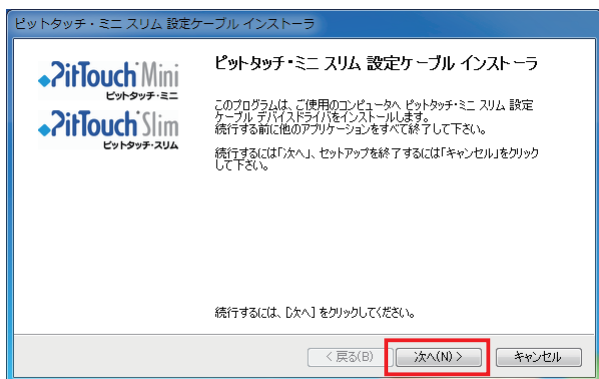 ピットタッチ・ミニ スリム 設定ケーブル インストーラ
PitTouch Mini
ピットタッチ・ミニ
PitTouch Slim
ピットタッチ・スリム
ピットタッチ・ミニ スリム 設定ケーブル インストーラ
このプログラムは、ご使用のコンピュータへ ピットタッチ・ミニ スリム 設定
ケーブル デバイスドライバをインストールします。
続行する前に他のアプリケーションをすべて終了して下さい。
続行するには「次へ」、セットアップを終了するには「キャンセル」をクリック
して下さい。
続行するには、[次へ] をクリックしてください。
< 戻る(B)
次へ(N) >
キャンセル